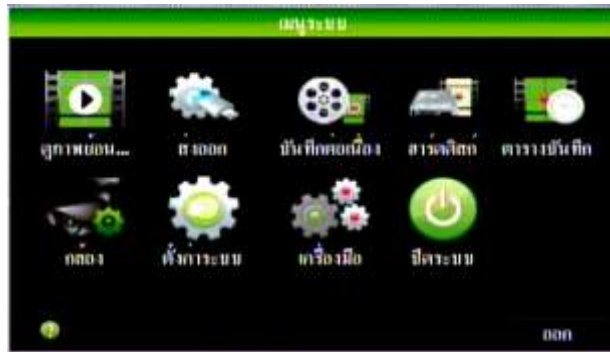 เมนูระบบ
ดูภาพย้อน...
ส่งออก
บันทึกต่อเนื่อง
ฮาร์ดดิสก์
ตารางบันทึก
กล้อง
ตั้งค่าระบบ
เครื่องมือ
ปิดระบบ
?
ออก